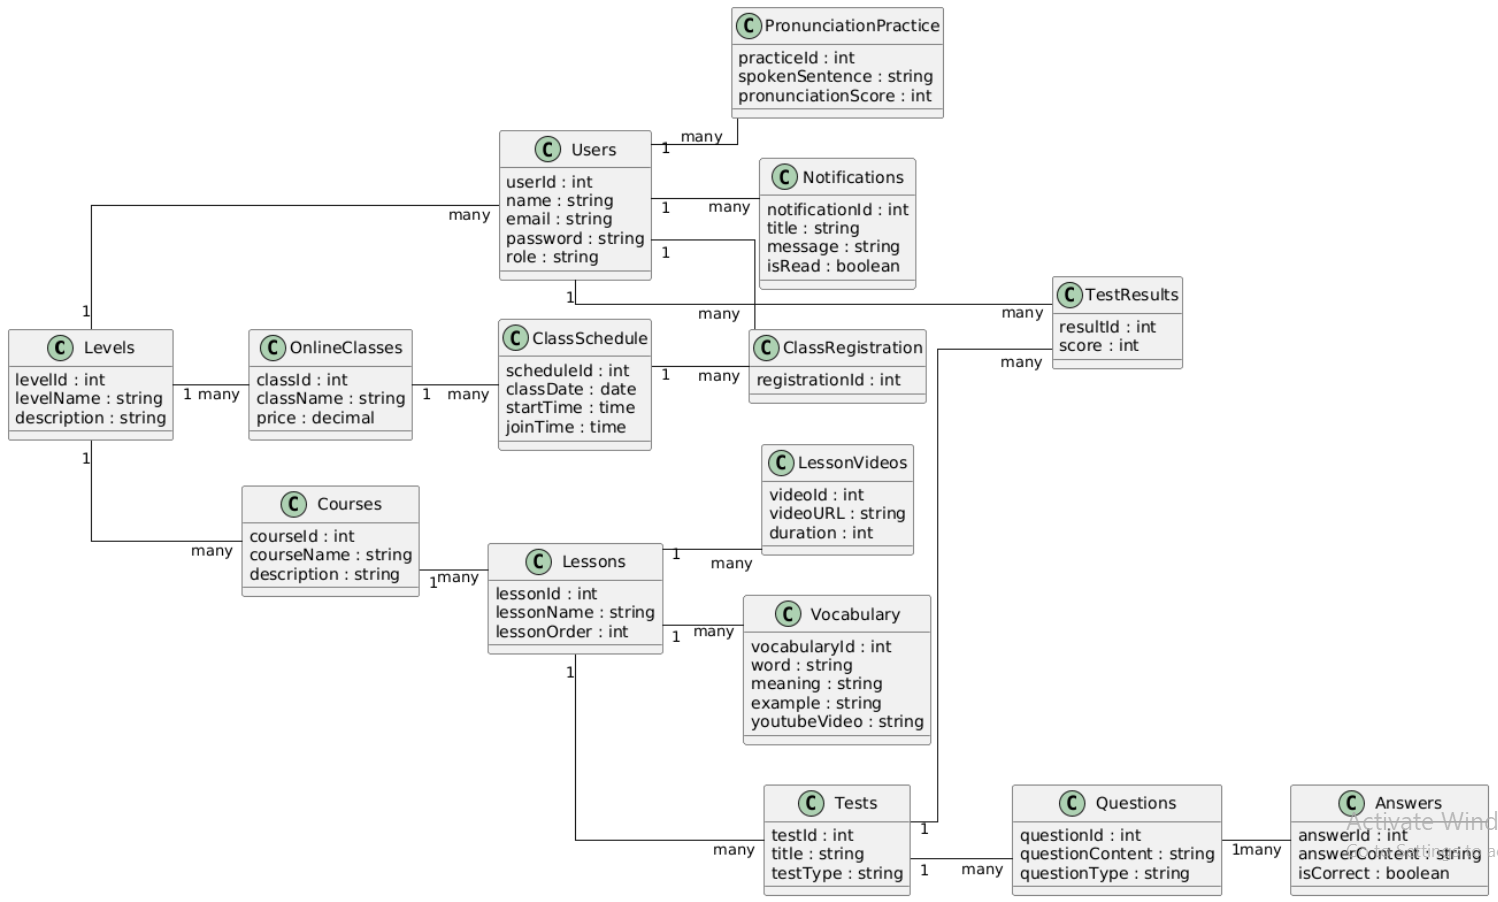 C PronunciationPractice
practiceId : int
spokenSentence : string
pronunciationScore : int
C Users
userId : int
name : string
email : string
password : string
role : string
1
many
C Notifications
notificationId : int
title : string
message : string
isRead : boolean
1
many
1
many
1
many
many
1
C TestResults
resultId : int
score : int
many
C Levels
levelId : int
levelName : string
description : string
1 many
C OnlineClasses
classId : int
className : string
price : decimal
1
many
C ClassSchedule
scheduleId : int
classDate : date
startTime : time
joinTime : time
1
many
C ClassRegistration
registrationId : int
1
many
C Courses
courseId : int
courseName : string
description : string
1
many
C Lessons
lessonId : int
lessonName : string
lessonOrder : int
1
many
C LessonVideos
videoId : int
videoURL : string
duration : int
1
many
C Vocabulary
vocabularyId : int
word : string
meaning : string
example : string
youtubeVideo : string
1
many
C Tests
testId : int
title : string
testType : string
1
1
many
C Questions
questionId : int
questionContent : string
questionType : string
1many
C Answers
answerId : int
answerContent : string
isCorrect : boolean
Activate Wind
Go to Settings to a